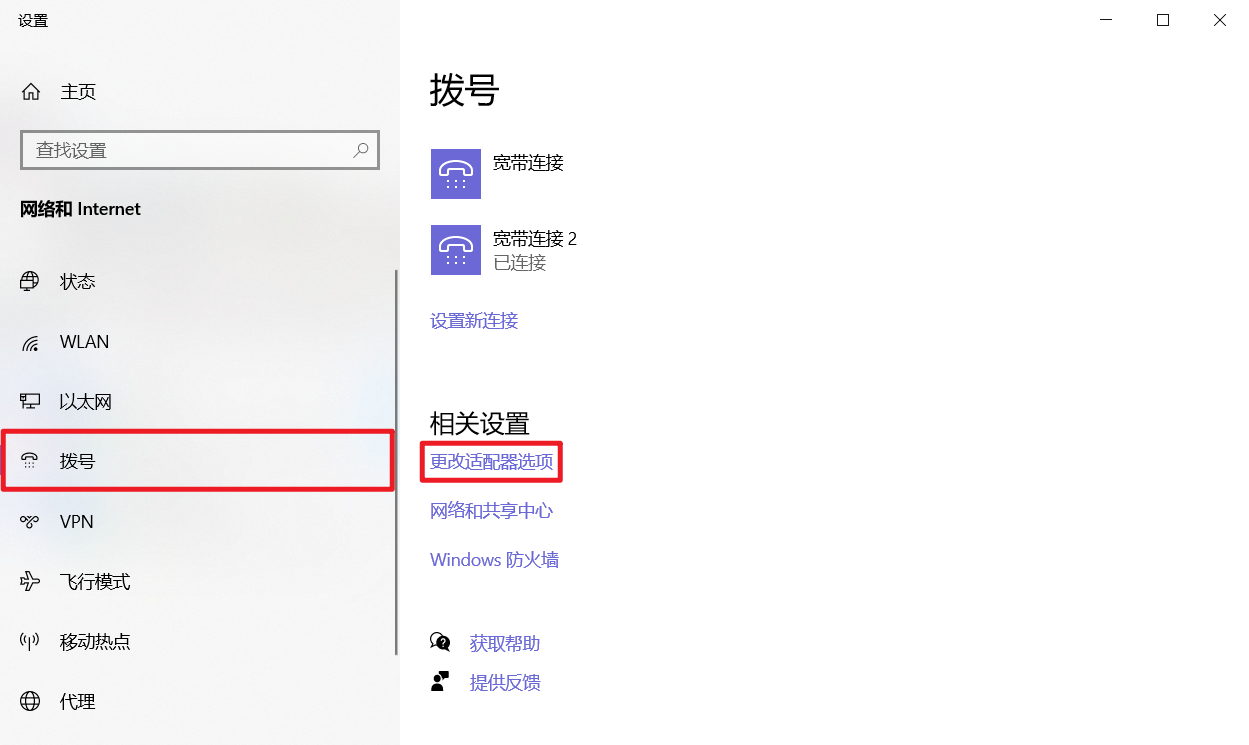 设置
主页
查找设置
网络和 Internet
状态
WLAN
以太网
拨号
VPN
飞行模式
移动热点
代理
拨号
宽带连接
宽带连接 2
已连接
设置新连接
相关设置
更改适配器选项
网络和共享中心
Windows 防火墙
获取帮助
提供反馈